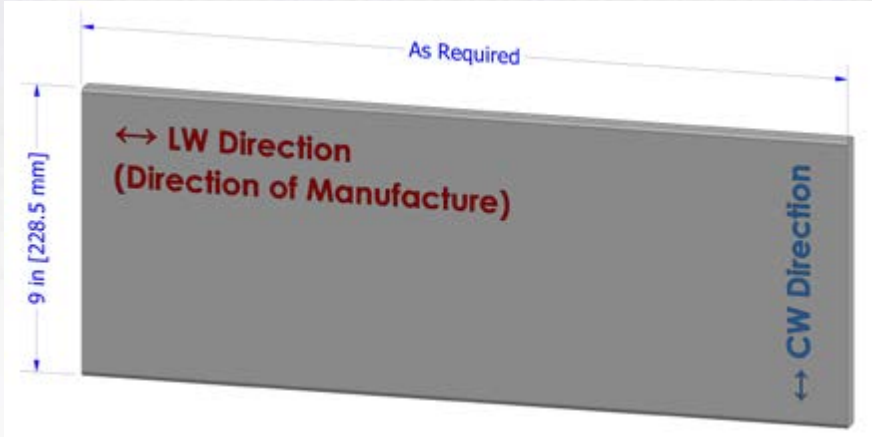 As Required
↔ LW Direction
(Direction of Manufacture)
9 in [228.5 mm]
↔ CW Direction